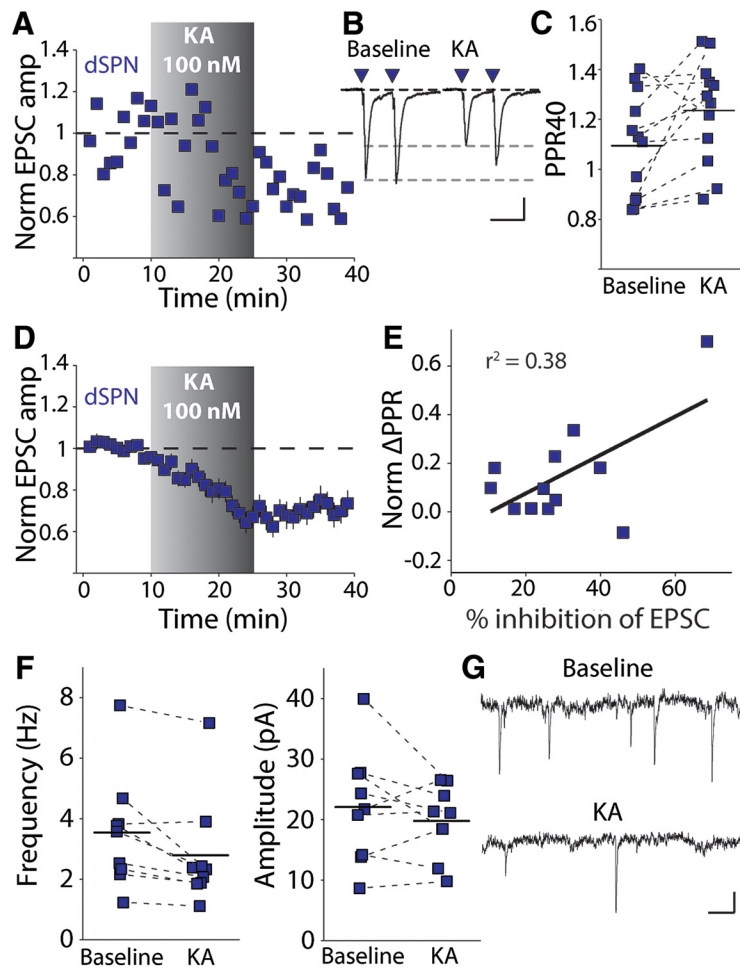 A
KA
100 nM
dSPN
Norm EPSC amp
1.4
1.2
1
0.8
0.6
0 10 20 30 40
Time (min)
B
Baseline KA
C
PPR40
1.6
1.4
1.2
1
0.8
Baseline KA
D
KA
100 nM
dSPN
Norm EPSC amp
1.4
1.2
1
0.8
0.6
0 10 20 30 40
Time (min)
E
r² = 0.38
Norm ΔPPR
0.6
0.4
0.2
0.0
-0.2
0 20 40 60
% inhibition of EPSC
F
Frequency (Hz)
8
6
4
2
0
Baseline KA
Amplitude (pA)
40
30
20
10
0
Baseline KA
G
Baseline
KA